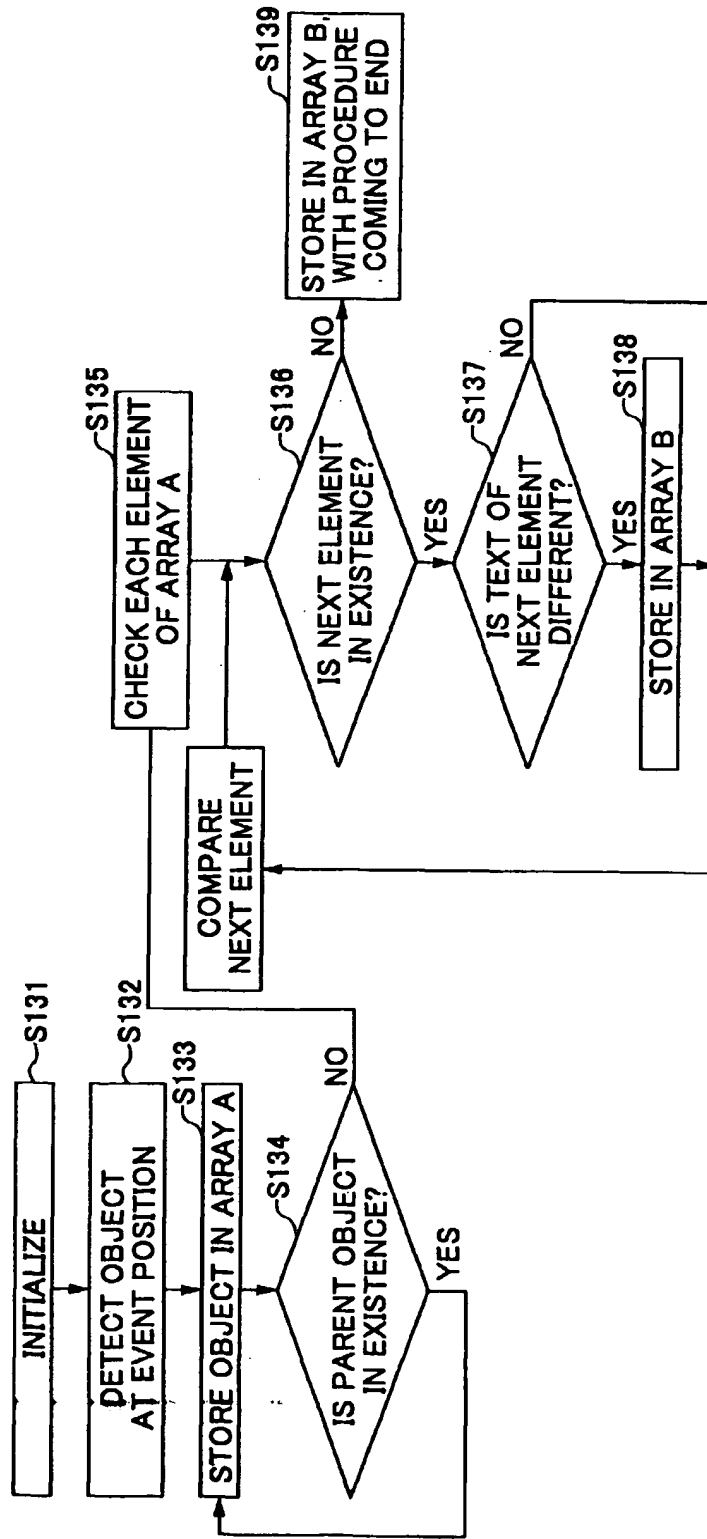 S131
INITIALIZE
S132
DETECT OBJECT
AT EVENT POSITION
S133
STORE OBJECT IN ARRAY A
S134
IS PARENT OBJECT
IN EXISTENCE?
NO
YES
S135
CHECK EACH ELEMENT
OF ARRAY A
COMPARE
NEXT ELEMENT
S136
IS NEXT ELEMENT
IN EXISTENCE?
NO
YES
S139
STORE IN ARRAY B,
WITH PROCEDURE
COMING TO END
S137
IS TEXT OF
NEXT ELEMENT
DIFFERENT?
NO
YES
S138
STORE IN ARRAY B